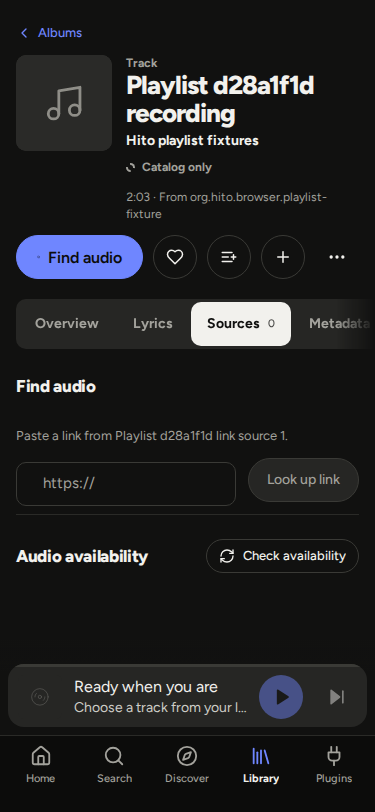 Albums
Track
Playlist d28a1f1d
recording
Hito playlist fixtures
Catalog only
2:03 · From org.hito.browser.playlist-
fixture
Find audio
Overview Lyrics Sources 0 Metadata
Find audio
Paste a link from Playlist d28a1f1d link source 1.
https:// Look up link
Audio availability Check availability
Ready when you are
Choose a track from your l...
Home Search Discover Library Plugins